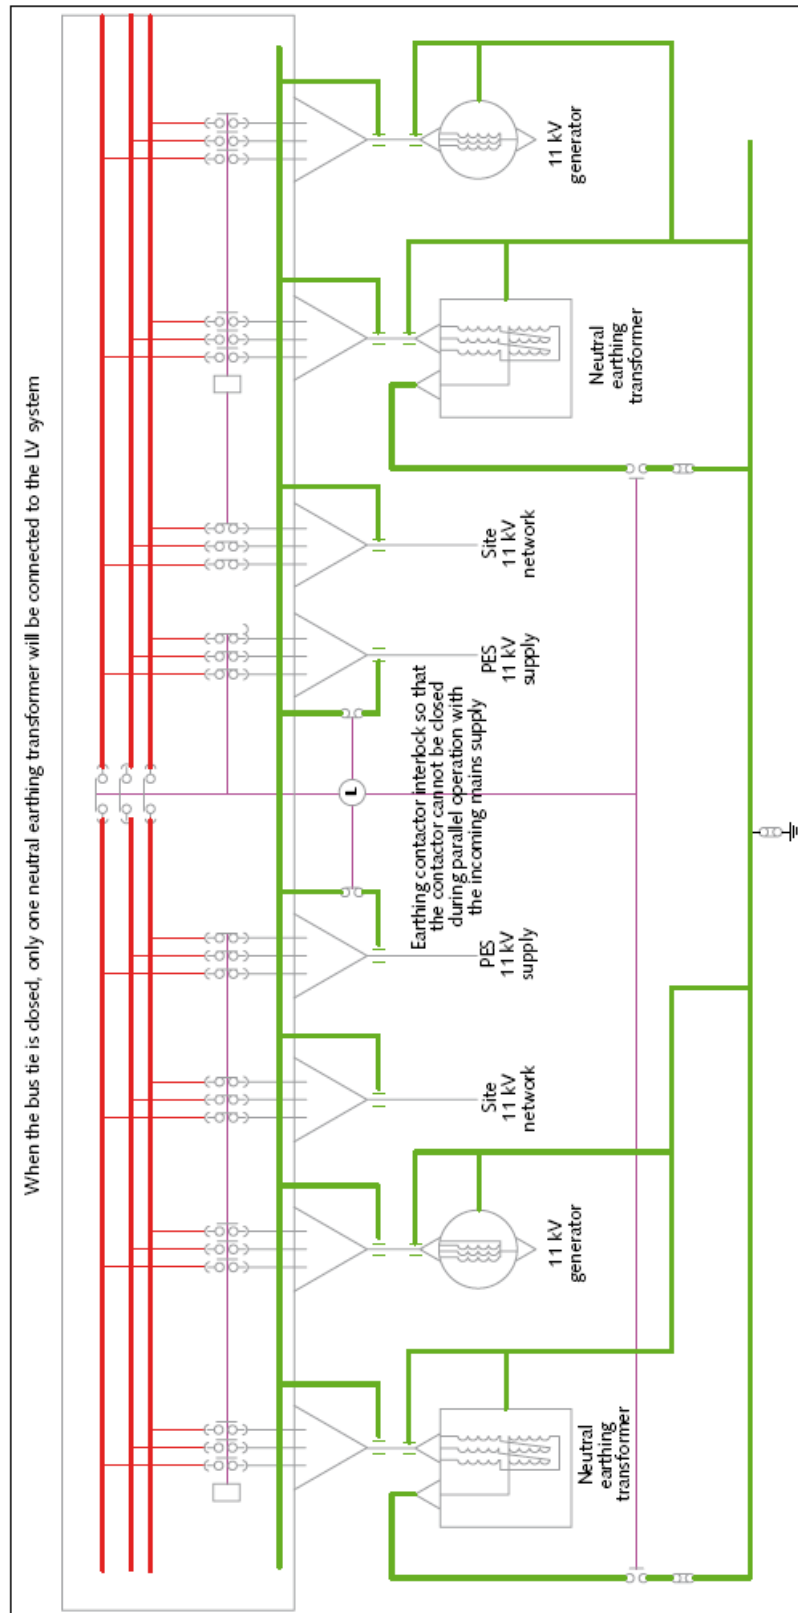 When the bus tie is closed, only one neutral earthing transformer will be connected to the LV system
Neutral
earthing
transformer
11 kV
generator
Site
11 kV
network
PES
11 kV
supply
L
Earthing contactor interlock so that
the contactor cannot be closed
during parallel operation with
the incoming mains supply
PES
11 kV
supply
Site
11 kV
network
Neutral
earthing
transformer
11 kV
generator